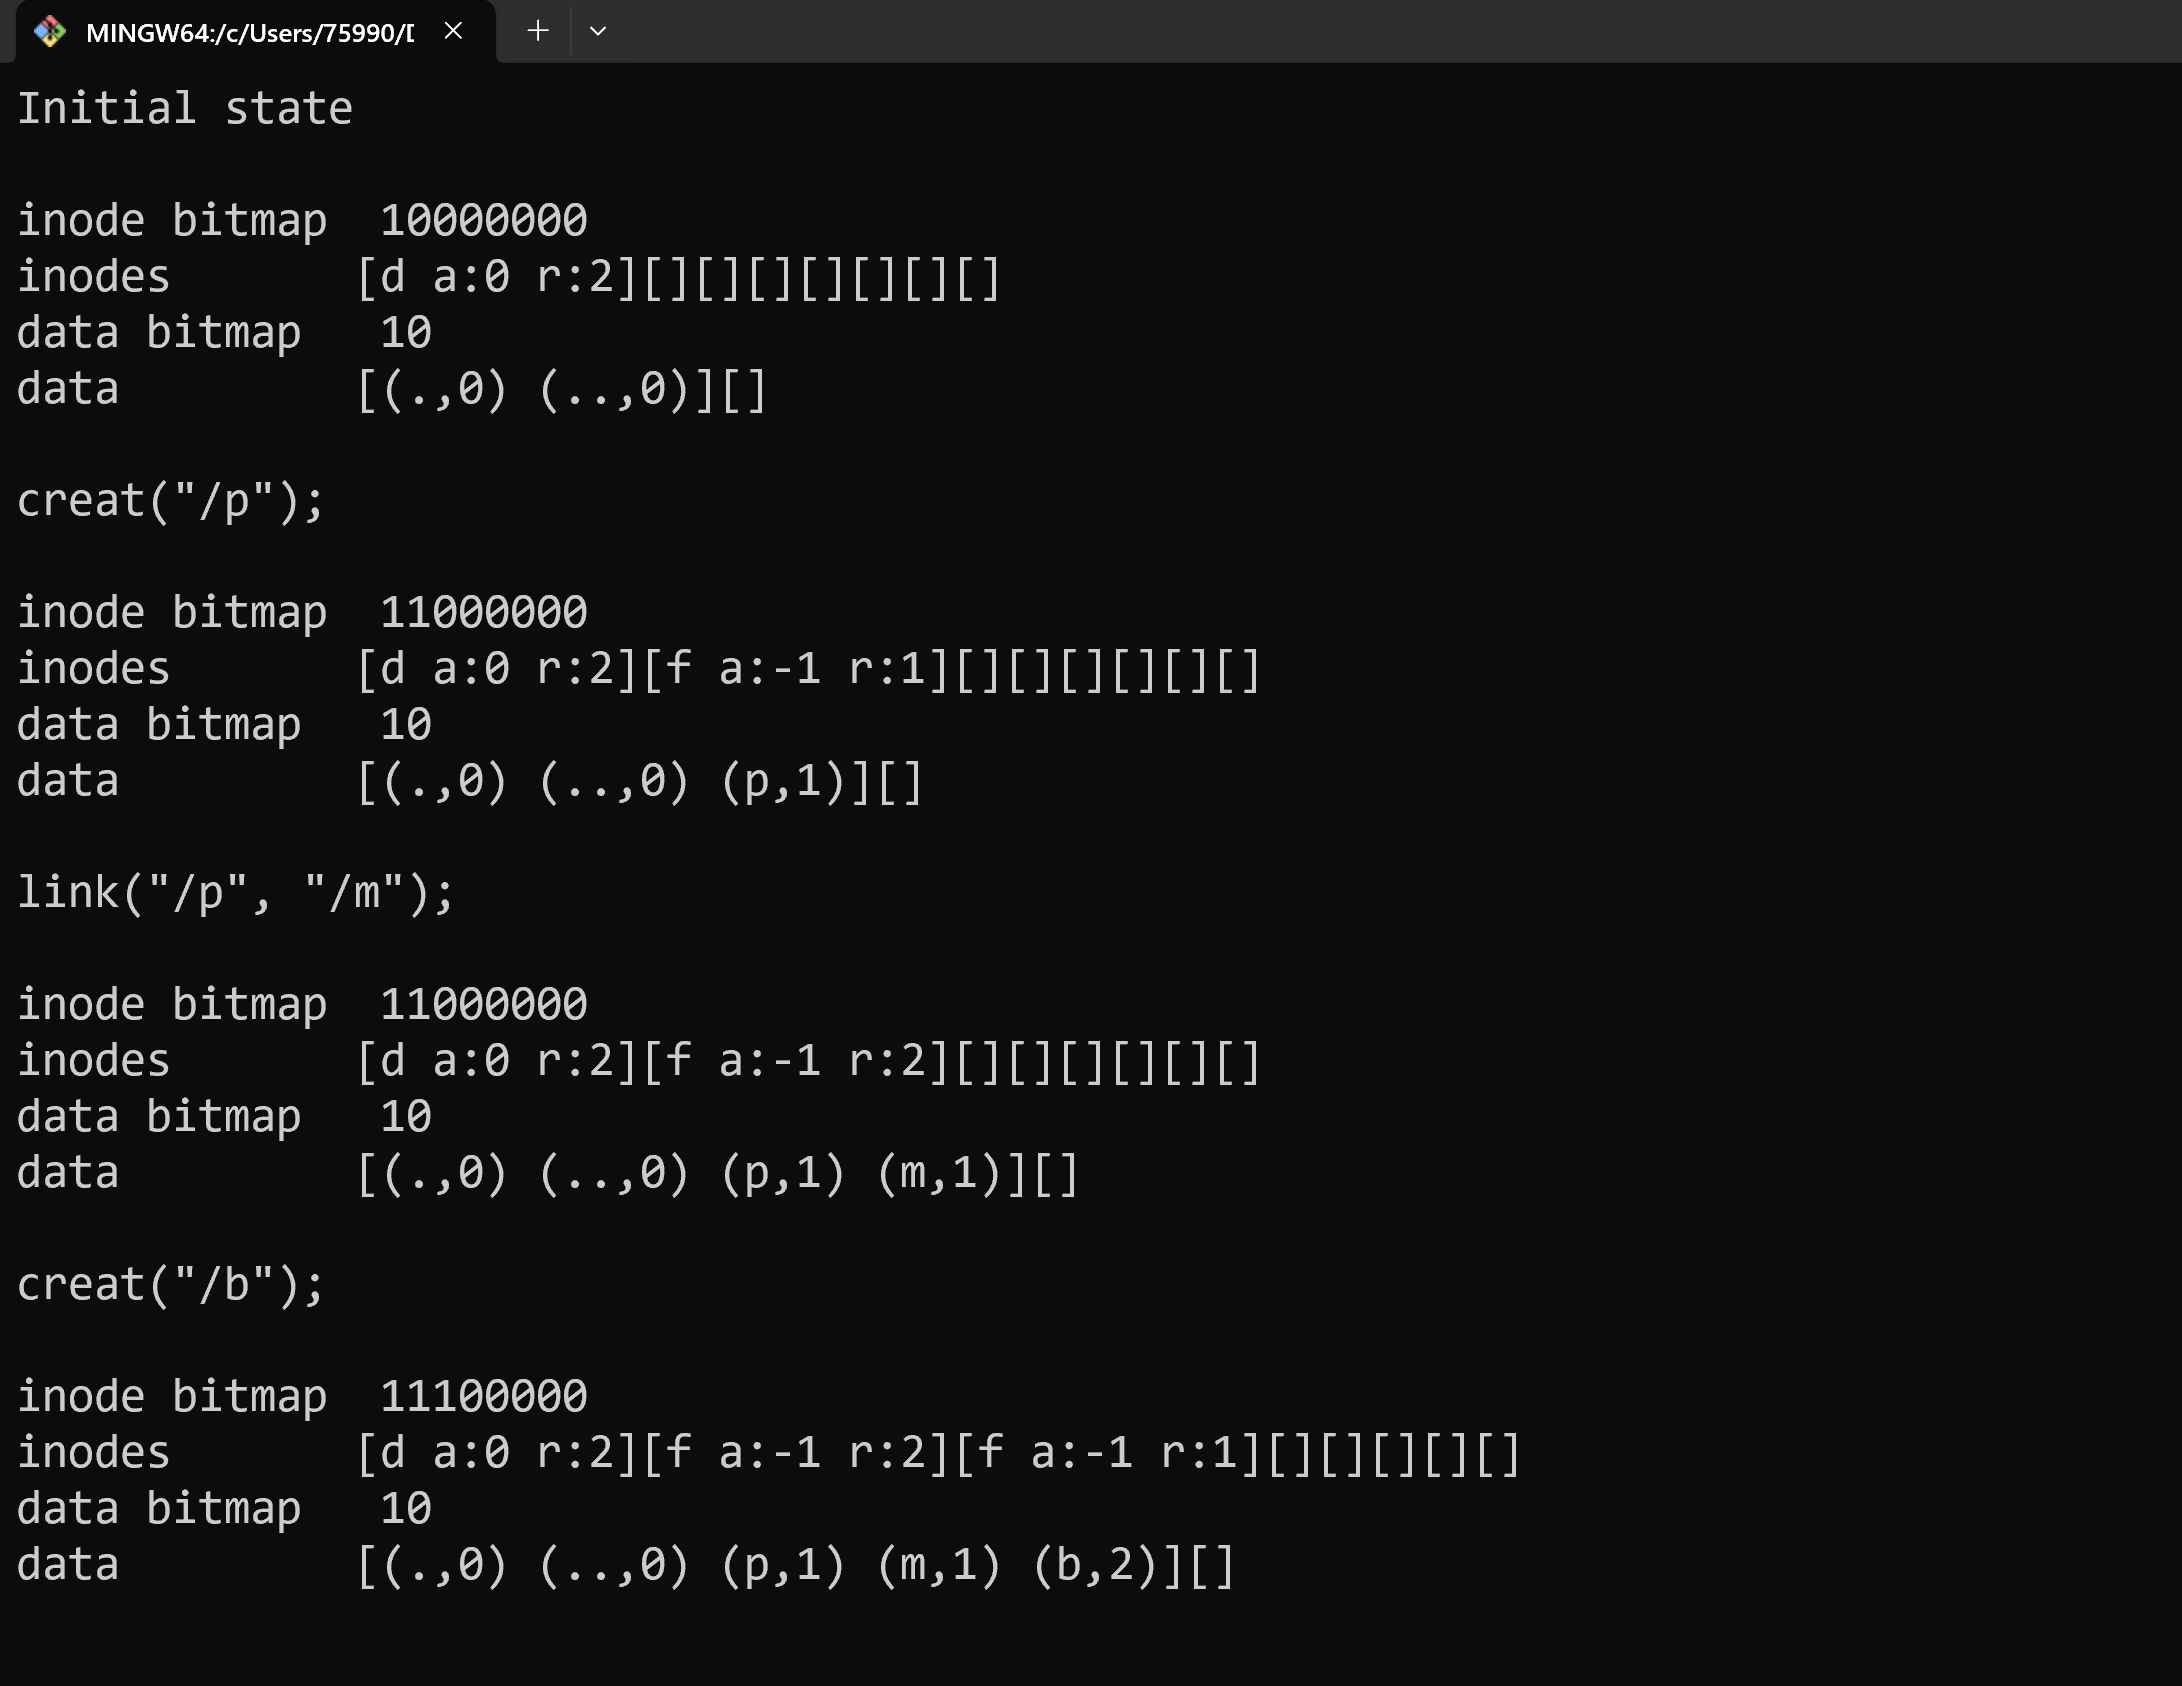 MINGW64:/c/Users/75990/
Initial state
inode bitmap  10000000
inodes       [d a:0 r:2][][][][][][][]
data bitmap   10
data         [(.,0) (..,0)][]
creat("/p");
inode bitmap  11000000
inodes       [d a:0 r:2][f a:-1 r:1][][][][][][]
data bitmap   10
data         [(.,0) (..,0) (p,1)][]
link("/p", "/m");
inode bitmap  11000000
inodes       [d a:0 r:2][f a:-1 r:2][][][][][][]
data bitmap   10
data         [(.,0) (..,0) (p,1) (m,1)][]
creat("/b");
inode bitmap  11100000
inodes       [d a:0 r:2][f a:-1 r:2][f a:-1 r:1][][][][][]
data bitmap   10
data         [(.,0) (..,0) (p,1) (m,1) (b,2)][]